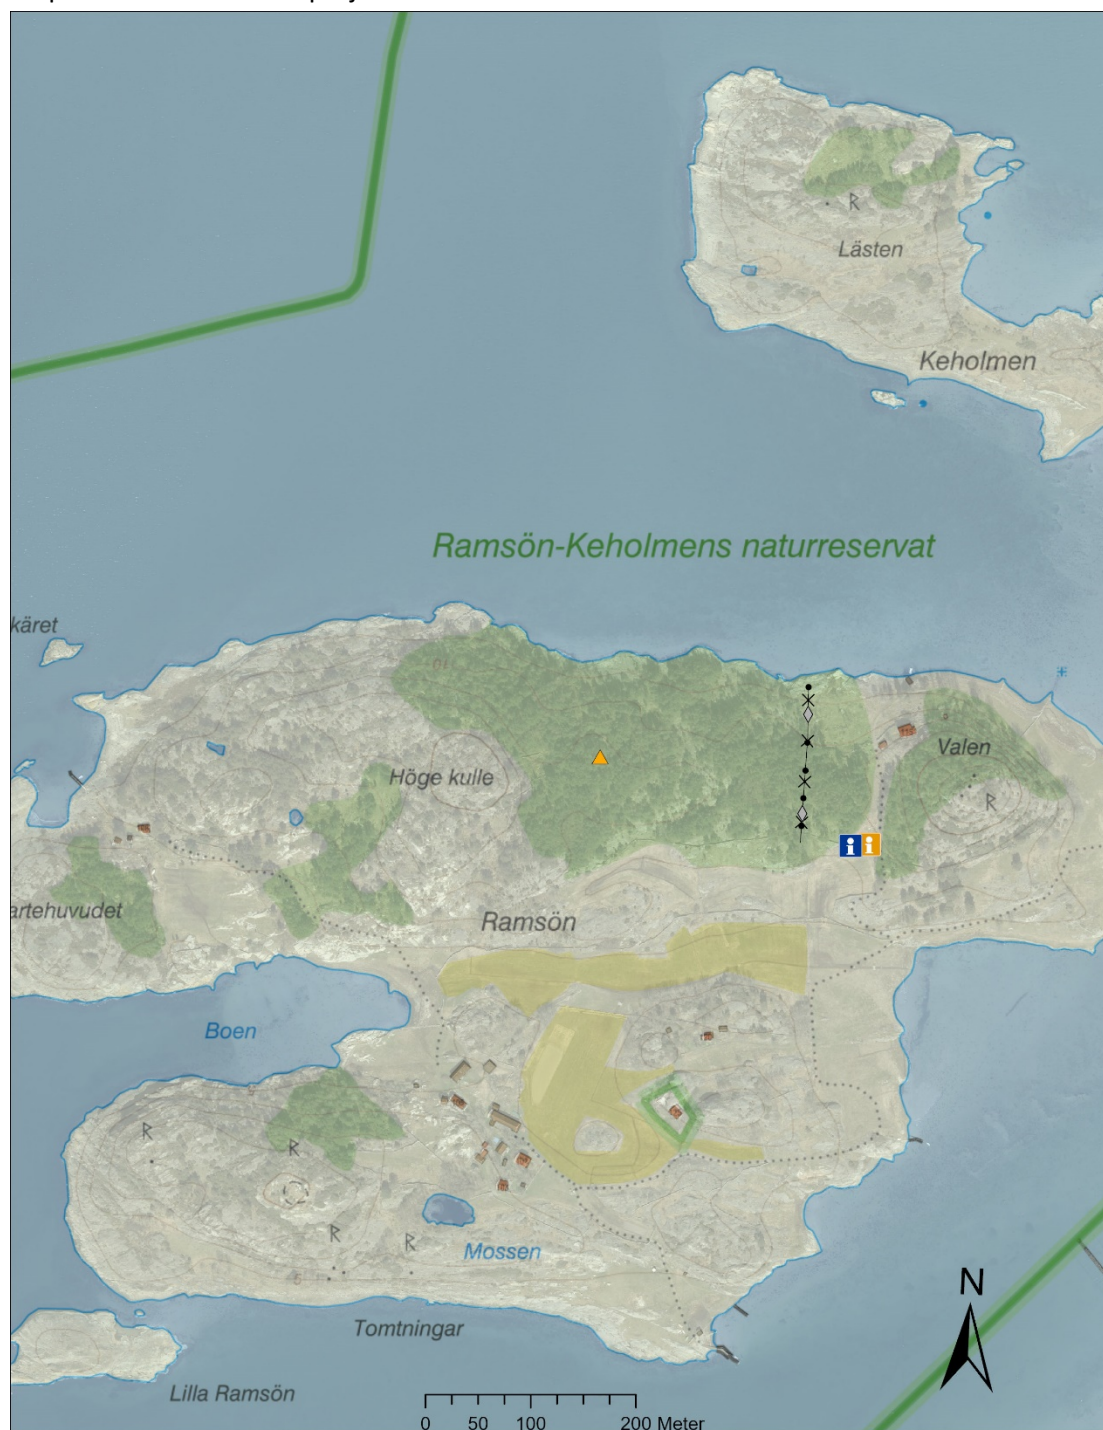 Lästen
Keholmen
Ramsön-Keholmens naturreservat
käret
Valen
Höge kulle
artehuvudet
Ramsön
Boen
R
R
R
R
R
R
Mossen
N
Tomtningar
Lilla Ramsön
0 50 100 200 Meter